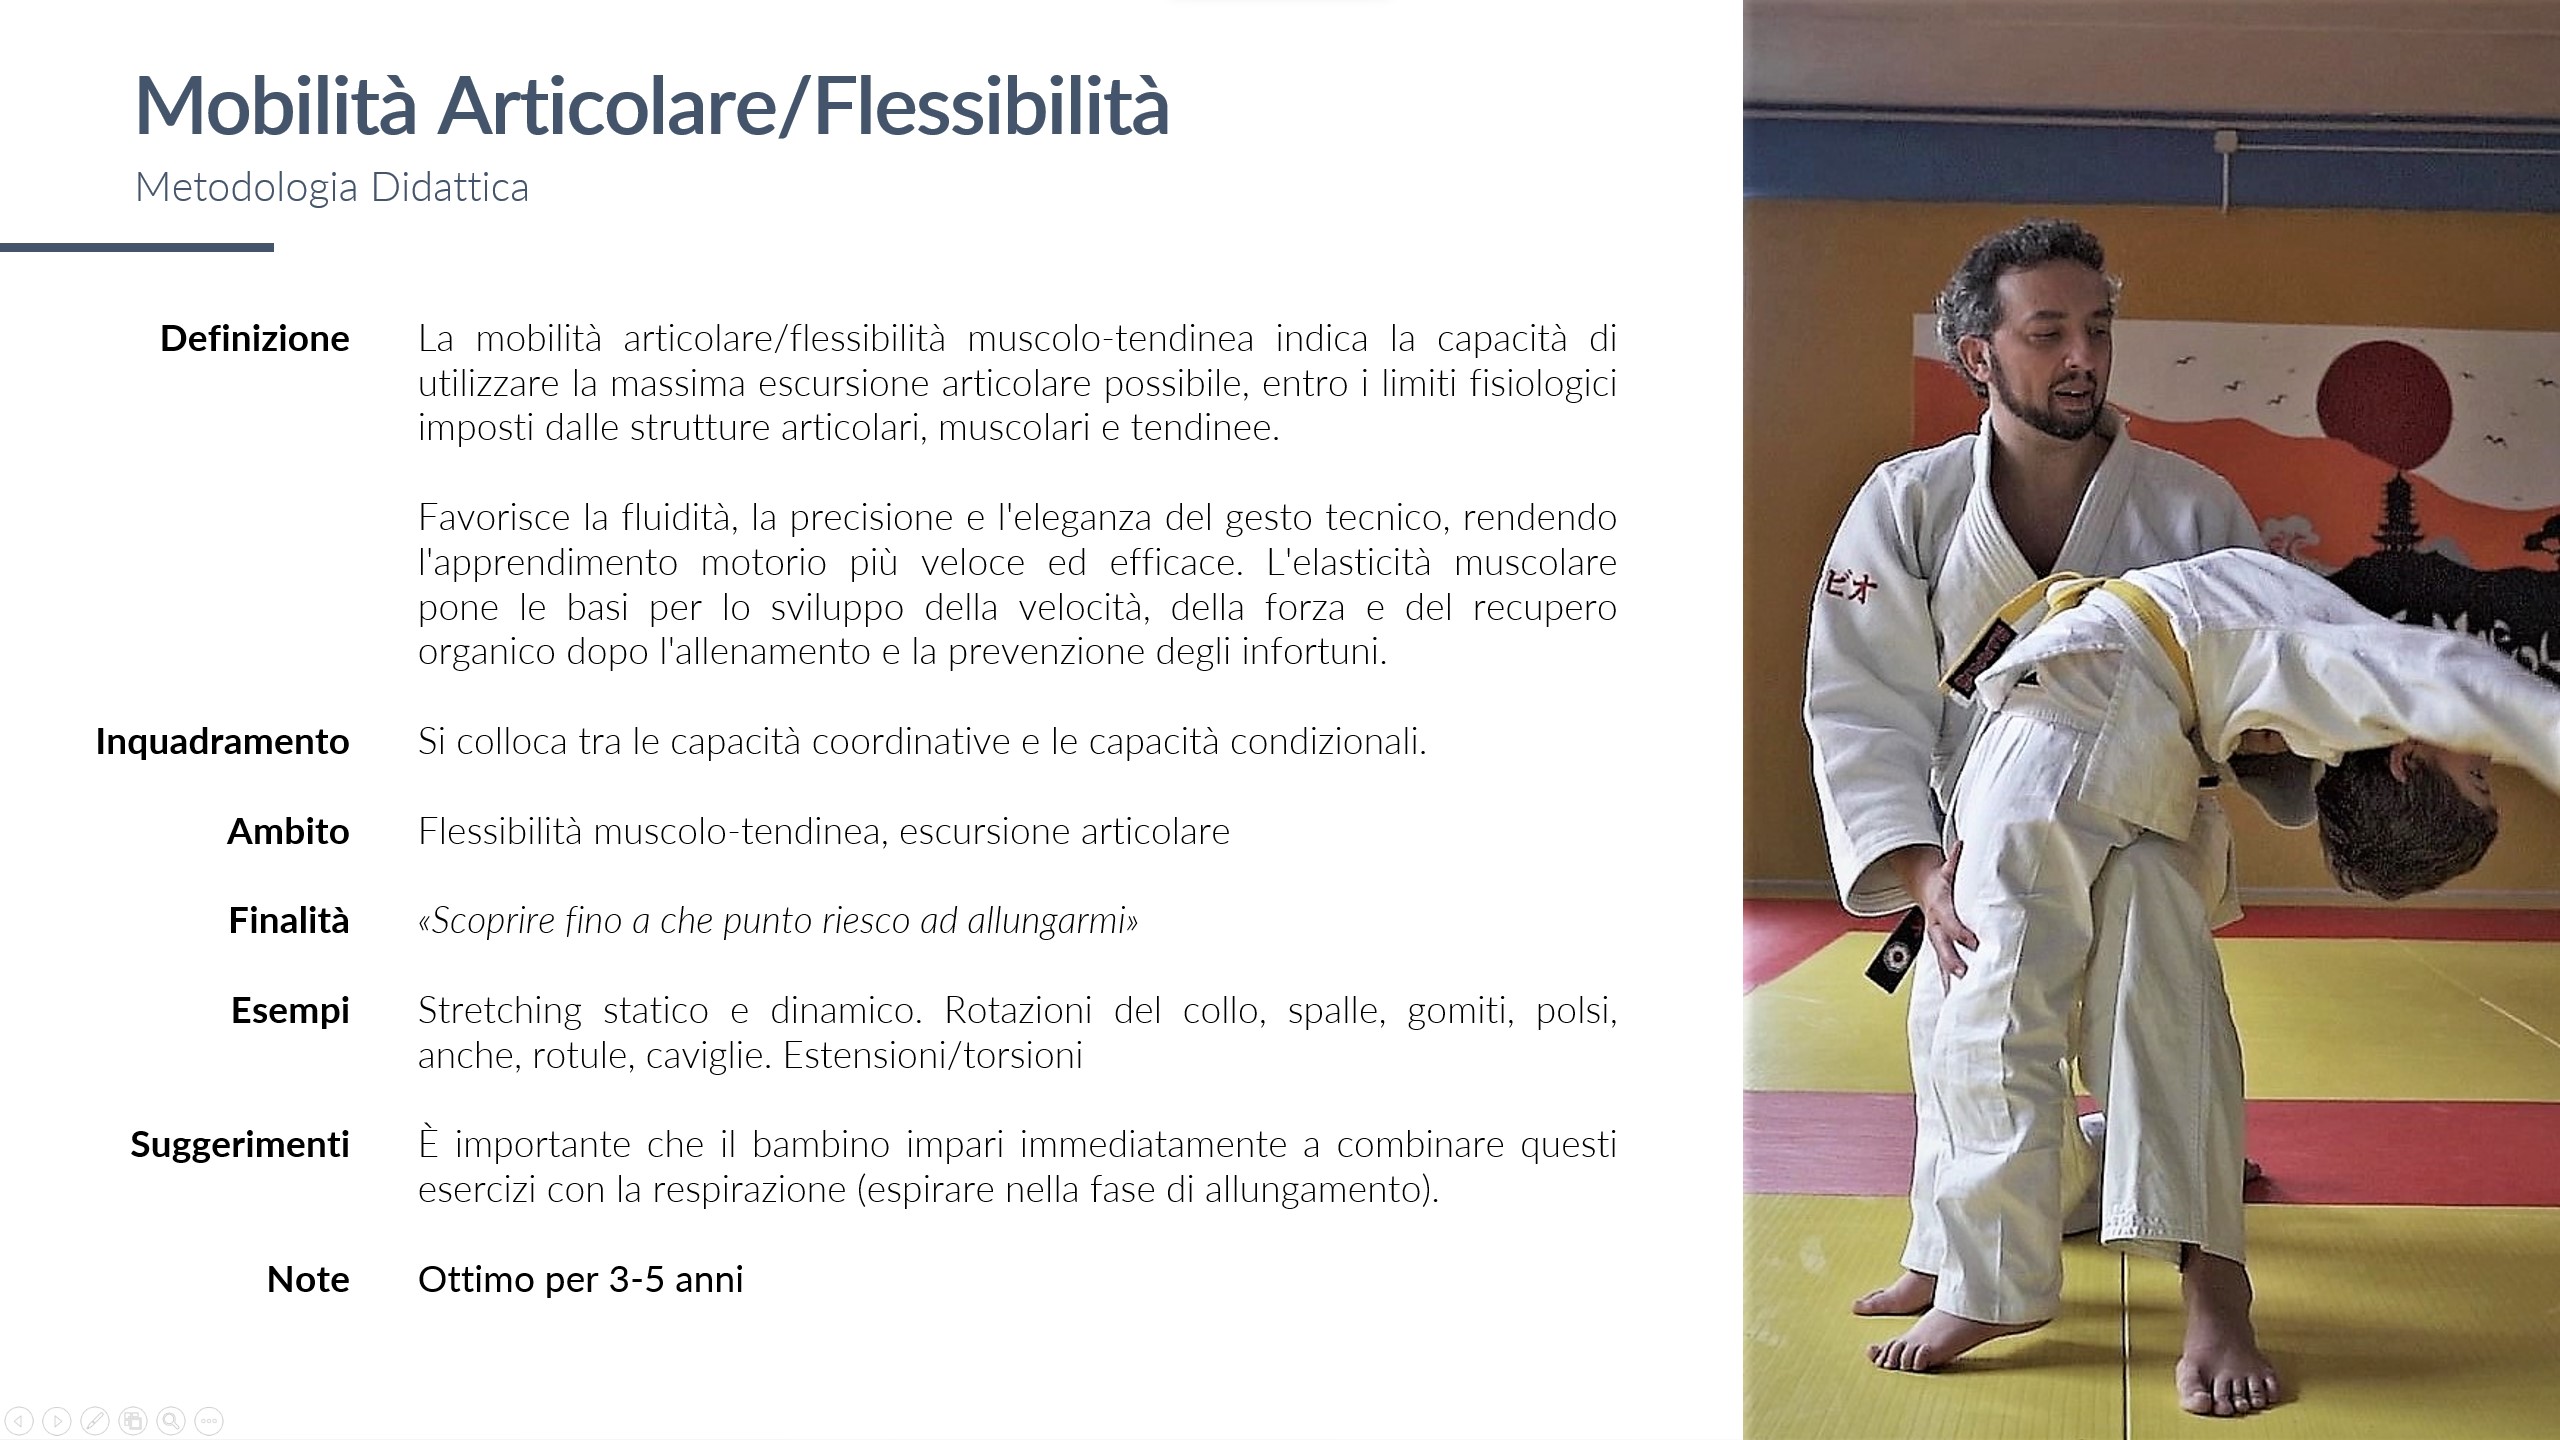 Mobilità Articolare/Flessibilità
Metodologia Didattica
Definizione
La mobilità articolare/flessibilità muscolo-tendinea indica la capacità di
utilizzare la massima escursione articolare possibile, entro i limiti fisiologici
imposti dalle strutture articolari, muscolari e tendinee.
Favorisce la fluidità, la precisione e l'eleganza del gesto tecnico, rendendo
l'apprendimento motorio più veloce ed efficace. L'elasticità muscolare
pone le basi per lo sviluppo della velocità, della forza e del recupero
organico dopo l'allenamento e la prevenzione degli infortuni.
Inquadramento
Si colloca tra le capacità coordinative e le capacità condizionali.
Ambito
Flessibilità muscolo-tendinea, escursione articolare
Finalità
«Scoprire fino a che punto riesco ad allungarmi»
Esempi
Stretching statico e dinamico. Rotazioni del collo, spalle, gomiti, polsi,
anche, rotule, caviglie. Estensioni/torsioni
Suggerimenti
È importante che il bambino impari immediatamente a combinare questi
esercizi con la respirazione (espirare nella fase di allungamento).
Note
Ottimo per 3-5 anni
ビオ